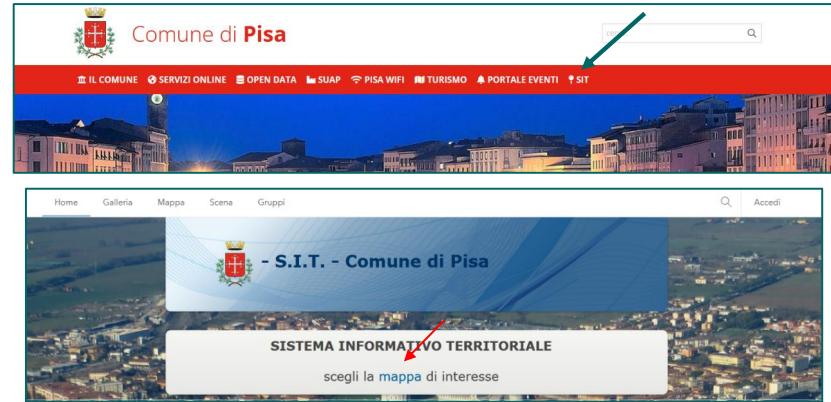 Comune di Pisa
IL COMUNE SERVIZI ONLINE OPEN DATA SUAP PISA WIFI TURISMO PORTALE EVENTI SIT
Home Galleria Mappa Scena Gruppi Accedi
- S.I.T. - Comune di Pisa
SISTEMA INFORMATIVO TERRITORIALE
scegli la mappa di interesse